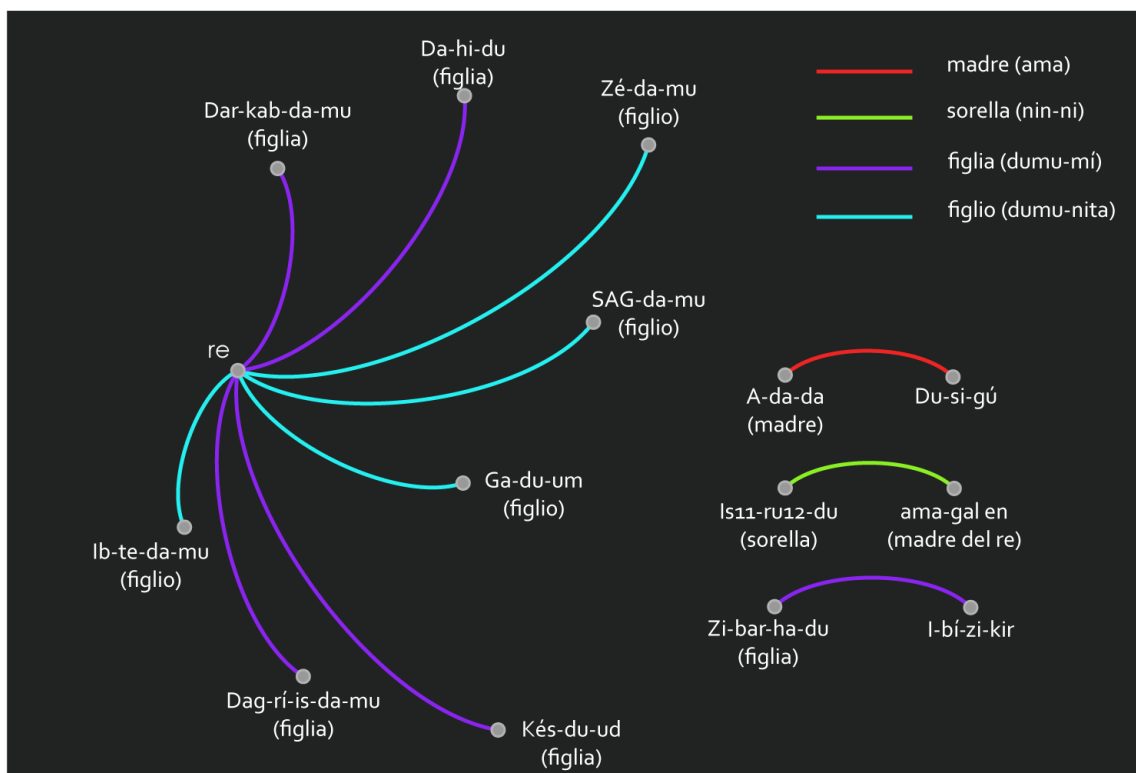 Da-hi-du
(figlia)
Dar-kab-da-mu
(figlia)
Zé-da-mu
(figlio)
madre (ama)
sorella (nin-ni)
figlia (dumu-mí)
figlio (dumu-nita)
SAG-da-mu
(figlio)
re
A-da-da
(madre)
Du-si-gú
Ga-du-um
(figlio)
Is11-ru12-du
(sorella)
ama-gal en
(madre del re)
Ib-te-da-mu
(figlio)
Zi-bar-ha-du
(figlia)
I-bí-zi-kir
Dag-rí-is-da-mu
(figlia)
Kés-du-ud
(figlia)